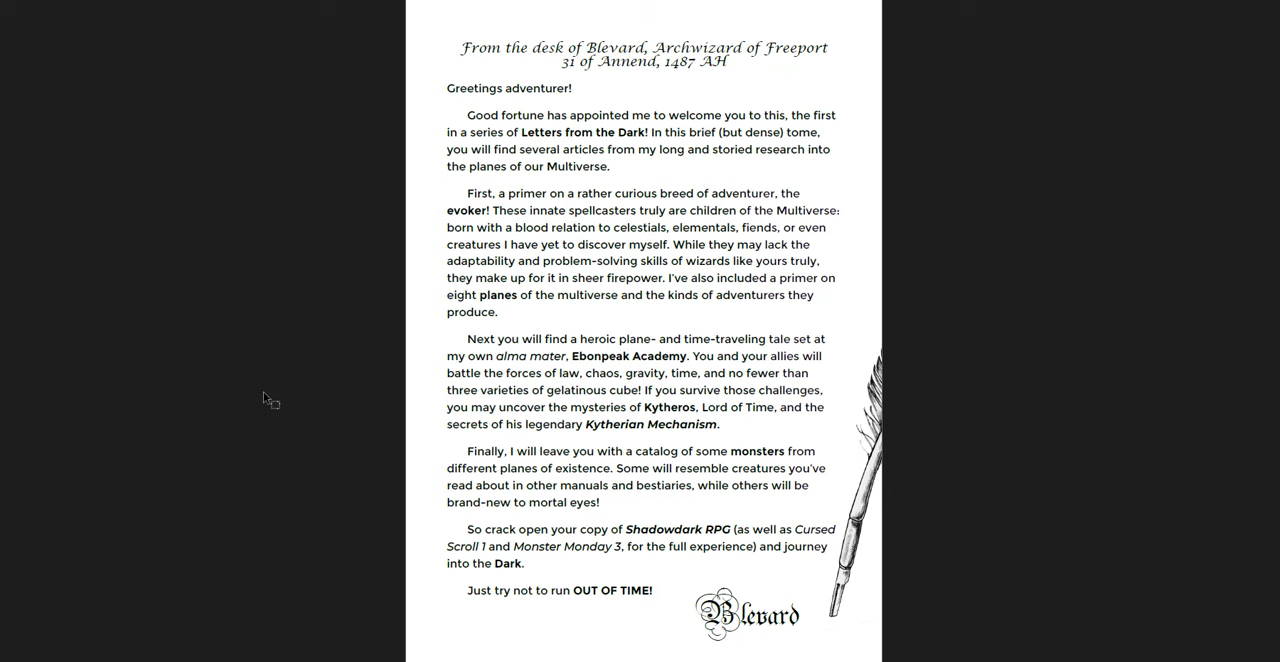 From the desk of Blevard, Archwizard of Freeport
31 of Annend, 1487 AH
Greetings adventurer!
Good fortune has appointed me to welcome you to this, the first
in a series of Letters from the Dark! In this brief (but dense) tome,
you will find several articles from my long and storied research into
the planes of our Multiverse.
First, a primer on a rather curious breed of adventurer, the
evoker! These innate spellcasters truly are children of the Multiverse:
born with a blood relation to celestials, elementals, fiends, or even
creatures I have yet to discover myself. While they may lack the
adaptability and problem-solving skills of wizards like yours truly,
they make up for it in sheer firepower. I've also included a primer on
eight planes of the multiverse and the kinds of adventurers they
produce.
Next you will find a heroic plane- and time-traveling tale set at
my own alma mater, Ebonpeak Academy. You and your allies will
battle the forces of law, chaos, gravity, time, and no fewer than
three varieties of gelatinous cube! If you survive those challenges,
you may uncover the mysteries of Kytheros, Lord of Time, and the
secrets of his legendary Kytherian Mechanism.
Finally, I will leave you with a catalog of some monsters from
different planes of existence. Some will resemble creatures you've
read about in other manuals and bestiaries, while others will be
brand-new to mortal eyes!
So crack open your copy of Shadowdark RPG (as well as Cursed
Scroll 1 and Monster Monday 3, for the full experience) and journey
into the Dark.
Just try not to run OUT OF TIME!
Blevard